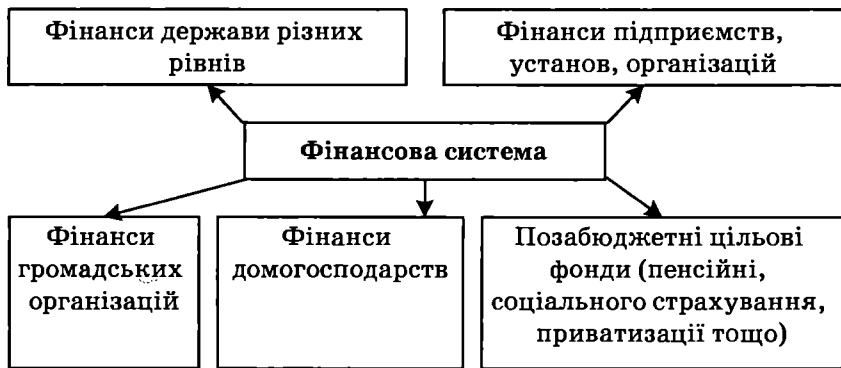 Фінанси держави різних
рівнів
Фінанси підприємств,
установ, організацій
Фінансова система
Фінанси
громадських
організацій
Фінанси
домогосподарств
Позабюджетні цільові
фонди (пенсійні,
соціального страхування,
приватизації тощо)